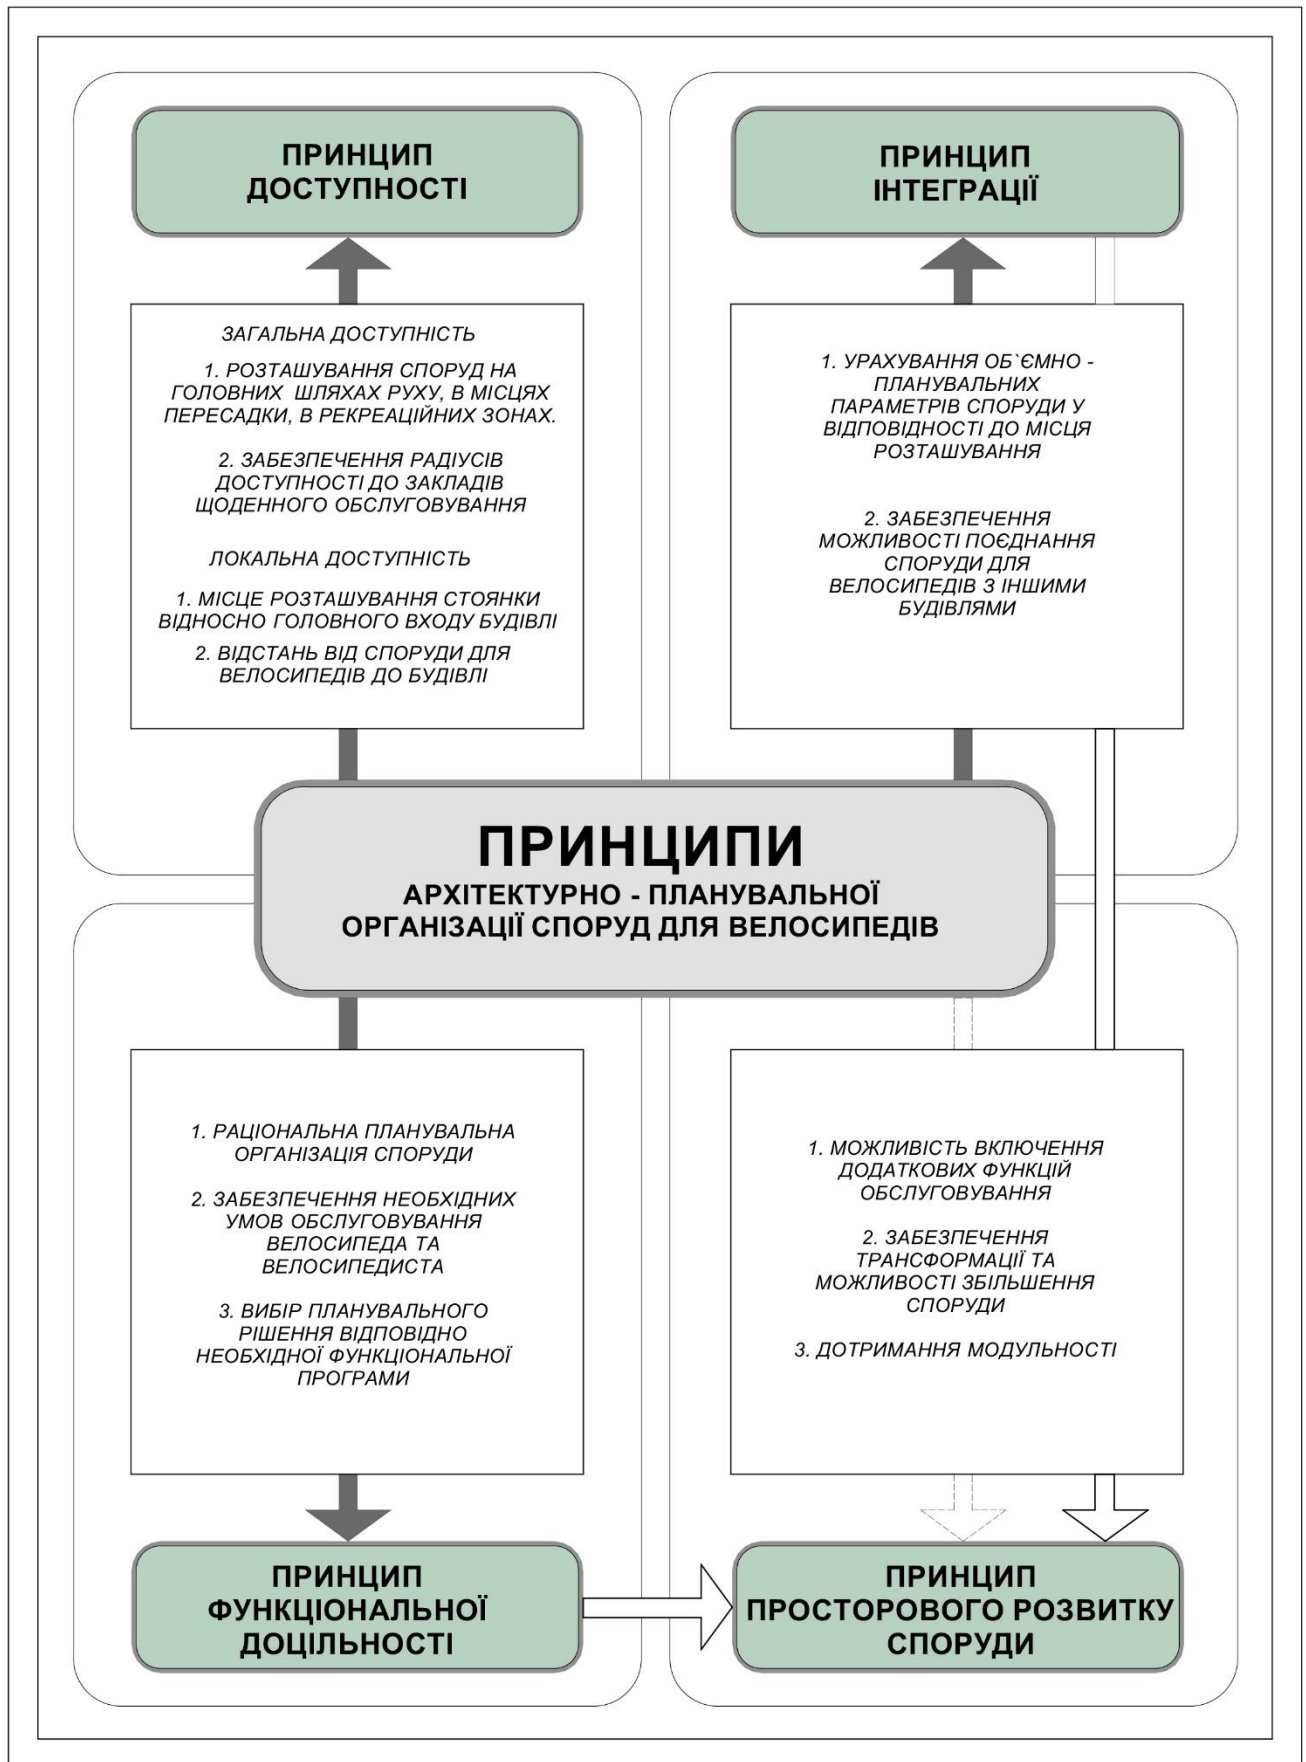 ПРИНЦИП
ДОСТУПНОСТІ
ЗАГАЛЬНА ДОСТУПНІСТЬ
1. РОЗТАШУВАННЯ СПОРУД НА
ГОЛОВНИХ ШЛЯХАХ РУХУ, В МІСЦЯХ
ПЕРЕСАДКИ, В РЕКРЕАЦІЙНИХ ЗОНАХ.
2. ЗАБЕЗПЕЧЕННЯ РАДІУСІВ
ДОСТУПНОСТІ ДО ЗАКЛАДІВ
ЩОДЕННОГО ОБСЛУГОВУВАННЯ
ЛОКАЛЬНА ДОСТУПНІСТЬ
1. МІСЦЕ РОЗТАШУВАННЯ СТОЯНКИ
ВІДНОСНО ГОЛОВНОГО ВХОДУ БУДІВЛІ
2. ВІДСТАНЬ ВІД СПОРУДИ ДЛЯ
ВЕЛОСИПЕДІВ ДО БУДІВЛІ
ПРИНЦИП
ІНТЕГРАЦІЇ
1. УРАХУВАННЯ ОБ`ЄМНО -
ПЛАНУВАЛЬНИХ
ПАРАМЕТРІВ СПОРУДИ У
ВІДПОВІДНОСТІ ДО МІСЦЯ
РОЗТАШУВАННЯ
2. ЗАБЕЗПЕЧЕННЯ
МОЖЛИВОСТІ ПОЄДНАННЯ
СПОРУДИ ДЛЯ
ВЕЛОСИПЕДІВ З ІНШИМИ
БУДІВЛЯМИ
ПРИНЦИПИ
АРХІТЕКТУРНО - ПЛАНУВАЛЬНОЇ
ОРГАНІЗАЦІЇ СПОРУД ДЛЯ ВЕЛОСИПЕДІВ
1. РАЦІОНАЛЬНА ПЛАНУВАЛЬНА
ОРГАНІЗАЦІЯ СПОРУДИ
2. ЗАБЕЗПЕЧЕННЯ НЕОБХІДНИХ
УМОВ ОБСЛУГОВУВАННЯ
ВЕЛОСИПЕДА ТА
ВЕЛОСИПЕДИСТА
3. ВИБІР ПЛАНУВАЛЬНОГО
РІШЕННЯ ВІДПОВІДНО
НЕОБХІДНОЇ ФУНКЦІОНАЛЬНОЇ
ПРОГРАМИ
ПРИНЦИП
ФУНКЦІОНАЛЬНОЇ
ДОЦІЛЬНОСТІ
1. МОЖЛИВІСТЬ ВКЛЮЧЕННЯ
ДОДАТКОВИХ ФУНКЦІЙ
ОБСЛУГОВУВАННЯ
2. ЗАБЕЗПЕЧЕННЯ
ТРАНСФОРМАЦІЇ ТА
МОЖЛИВОСТІ ЗБІЛЬШЕННЯ
СПОРУДИ
3. ДОТРИМАННЯ МОДУЛЬНОСТІ
ПРИНЦИП
ПРОСТОРОВОГО РОЗВИТКУ
СПОРУДИ